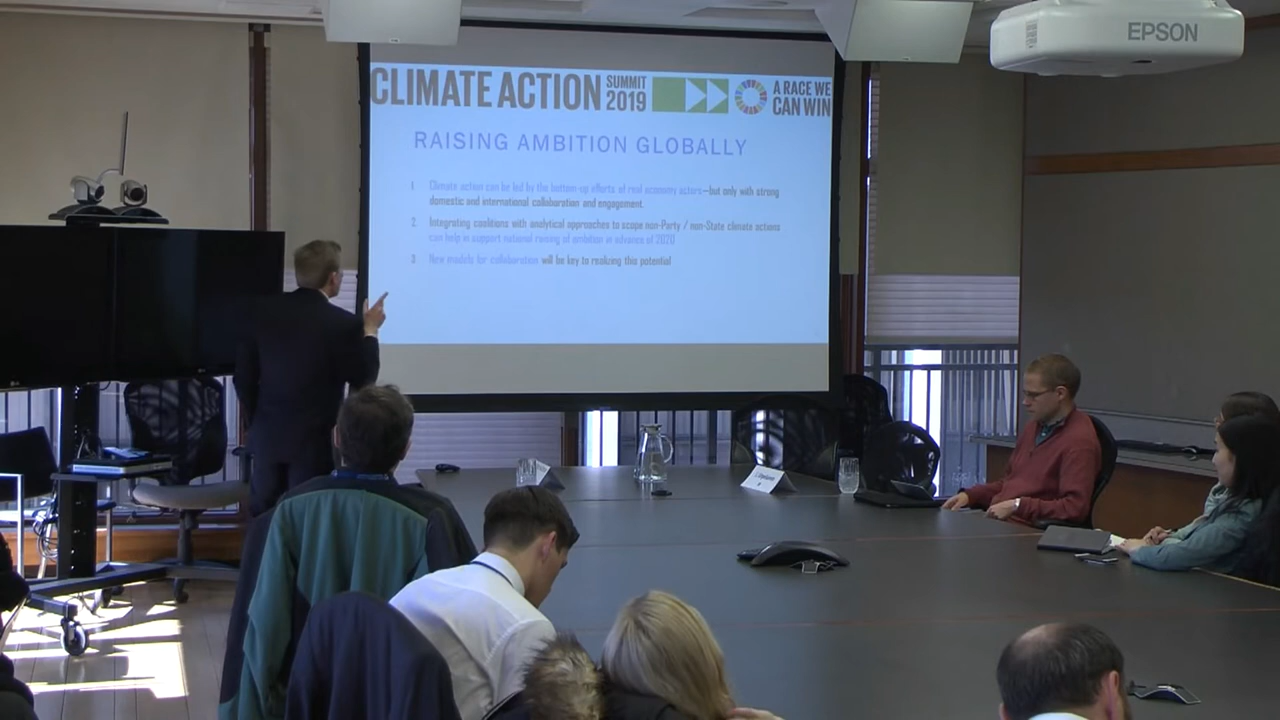 EPSON
CLIMATE ACTION SUMMIT 2019 A RACE WE CAN WIN
RAISING AMBITION GLOBALLY
1 Climate action can be led by the bottom-up efforts of real economy actors—but only with strong
domestic and international collaboration and engagement.
2 Integrating coalitions with analytical approaches to scope non-Party / non-State climate actions
can help in support national raising of ambition in advance of 2020
3 New models for collaboration will be key to realizing this potential